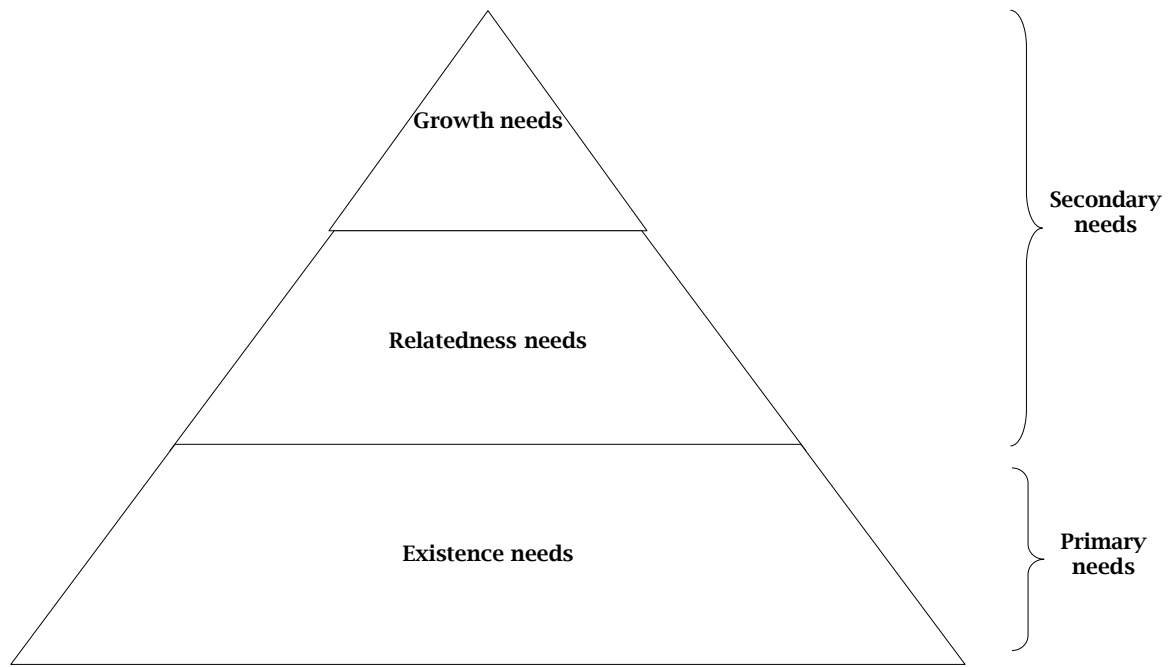 Growth needs
Secondary
needs
Relatedness needs
Existence needs
Primary
needs